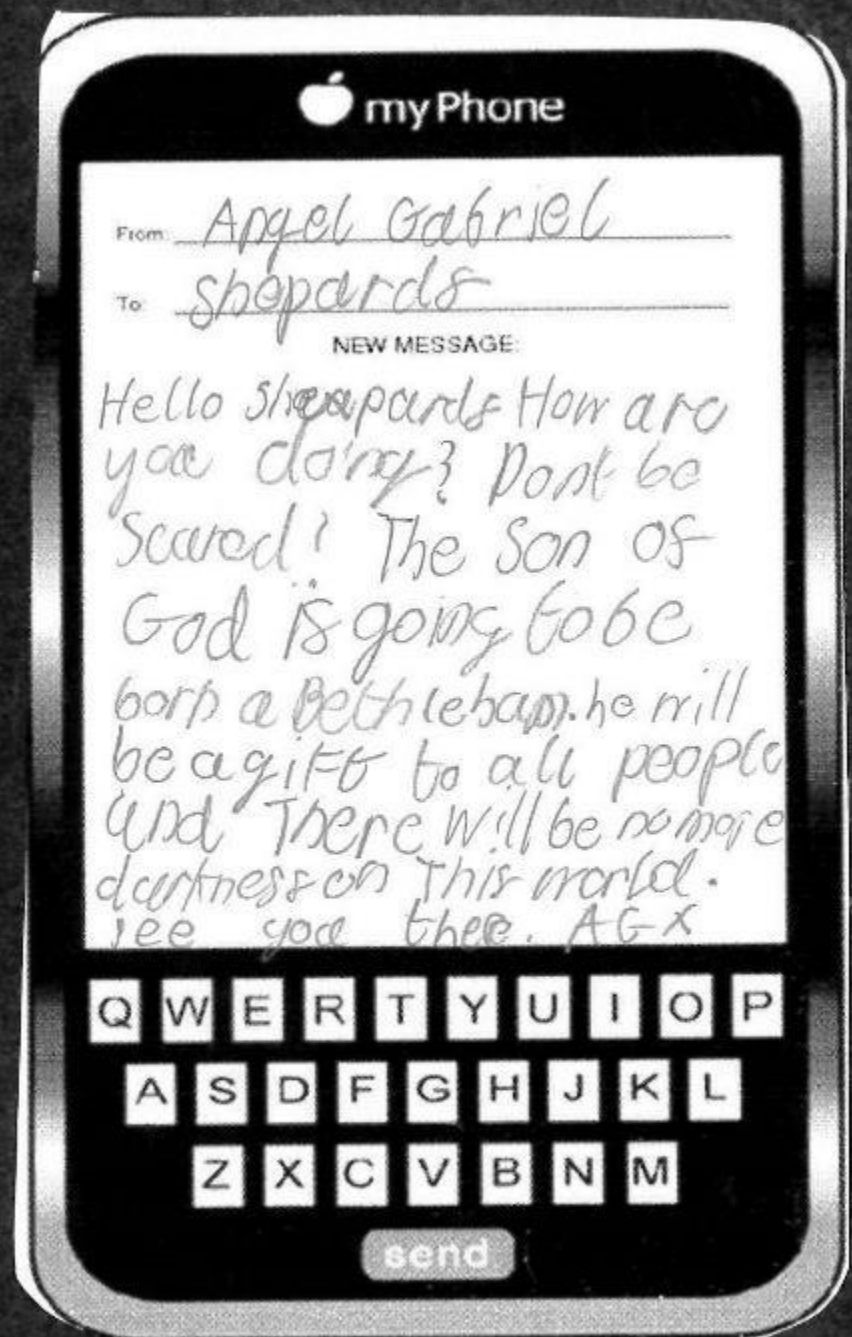 myPhone
From: Angel Gabriel
To: Shepards
NEW MESSAGE:
Hello sheapards How are
you doing? Dont be
Scared! The Son of
God is going to be
born a Bethleham. he will
be a gift to all people
and There will be no more
darkness on This world.
see you there. AGX
Q W E R T Y U I O P
A S D F G H J K L
Z X C V B N M
send